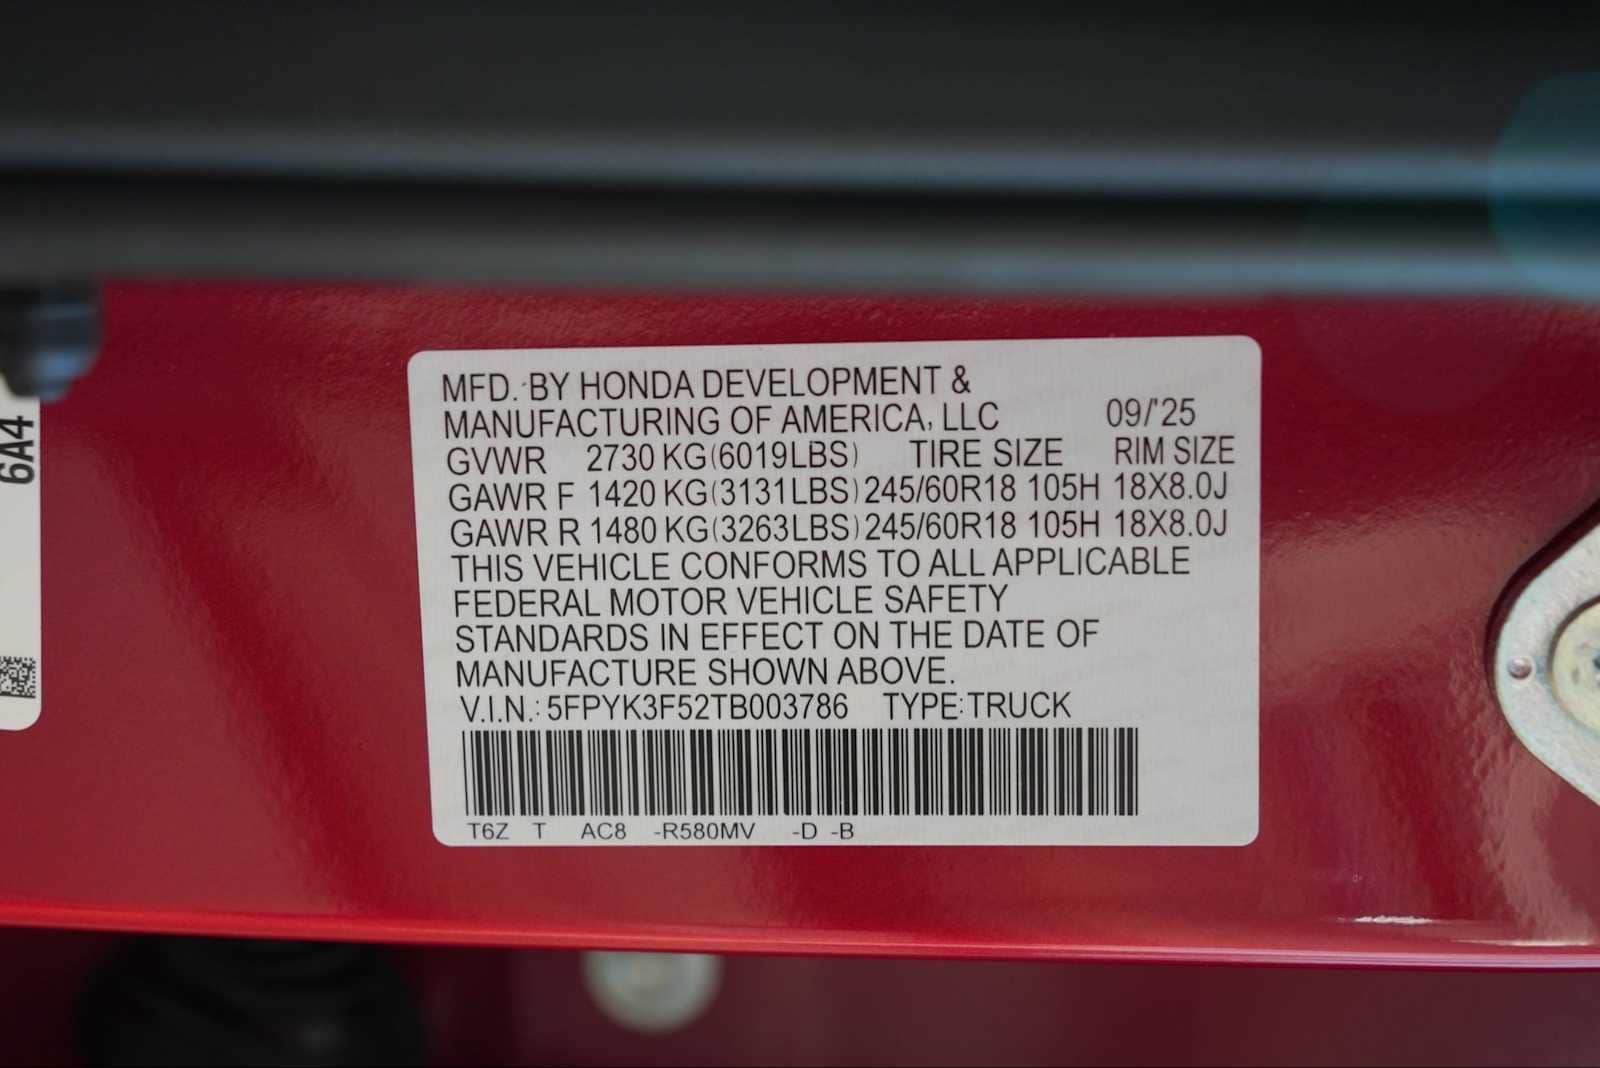 MFD. BY HONDA DEVELOPMENT &
MANUFACTURING OF AMERICA, LLC 09/'25
GVWR 2730 KG(6019LBS) TIRE SIZE RIM SIZE
GAWR F 1420 KG(3131LBS) 245/60R18 105H 18X8.0J
GAWR R 1480 KG(3263LBS) 245/60R18 105H 18X8.0J
THIS VEHICLE CONFORMS TO ALL APPLICABLE
FEDERAL MOTOR VEHICLE SAFETY
STANDARDS IN EFFECT ON THE DATE OF
MANUFACTURE SHOWN ABOVE.
V.I.N.: 5FPYK3F52TB003786 TYPE:TRUCK
T6Z T AC8 -R580MV -D -B
6A4